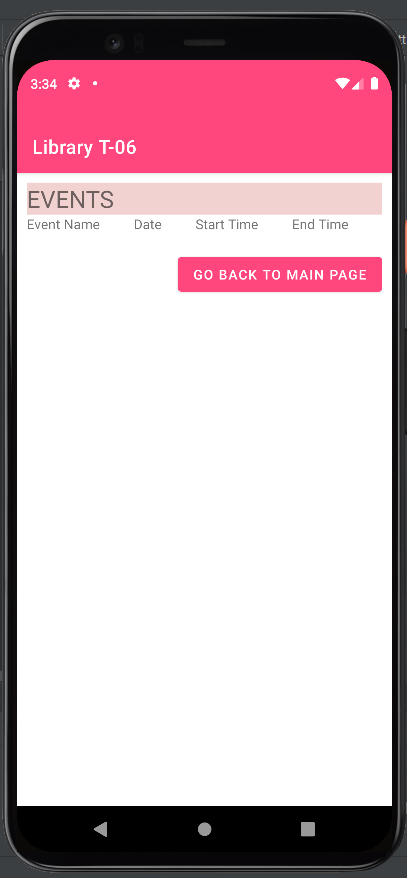 3:34
Library T-06
EVENTS
Event Name Date Start Time End Time
GO BACK TO MAIN PAGE